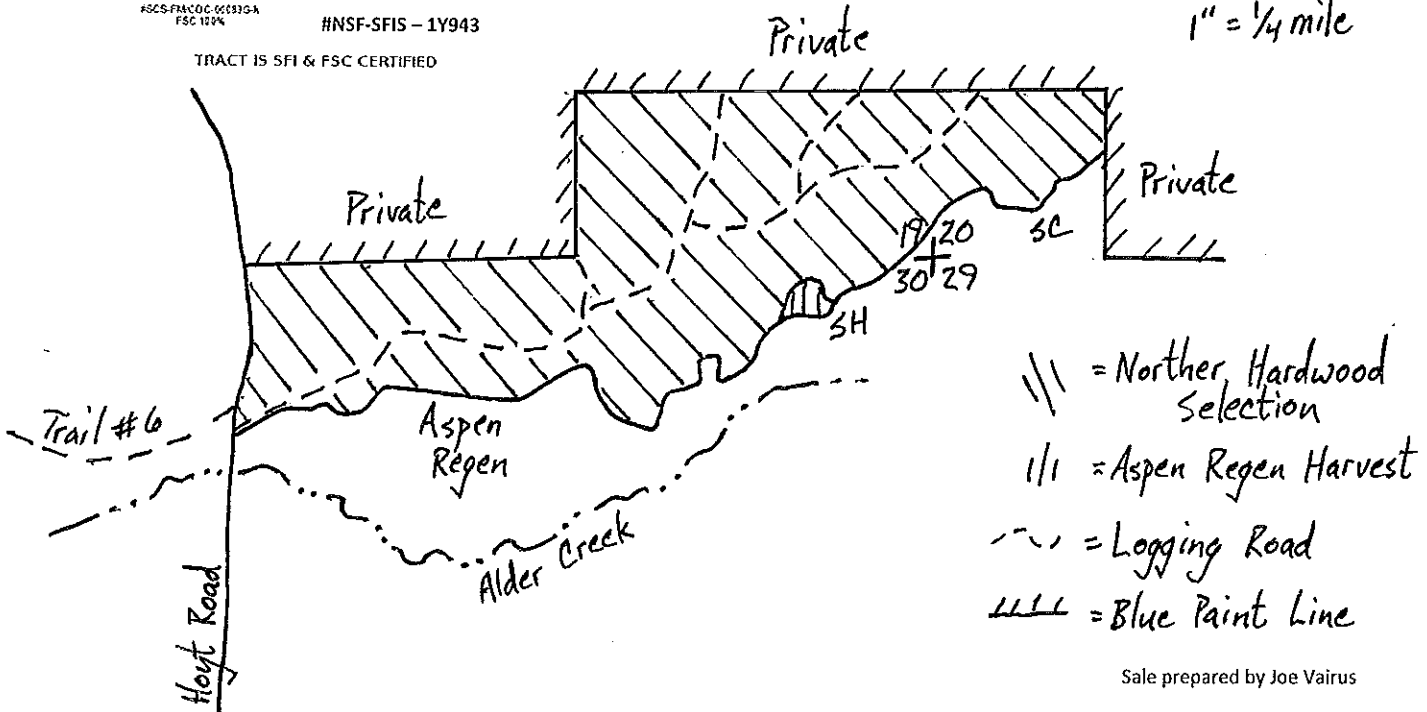 FSC 100%
#NSF-SFIS – 1Y943
TRACT IS SFI & FSC CERTIFIED
1" = 1/4 mile
Private
Private
Private
19 20
30 29
SC
SH
Trail #6
Aspen
Regen
Alder Creek
Hoyt Road
= Norther Hardwood
Selection
= Aspen Regen Harvest
= Logging Road
= Blue Paint Line
Sale prepared by Joe Vairus